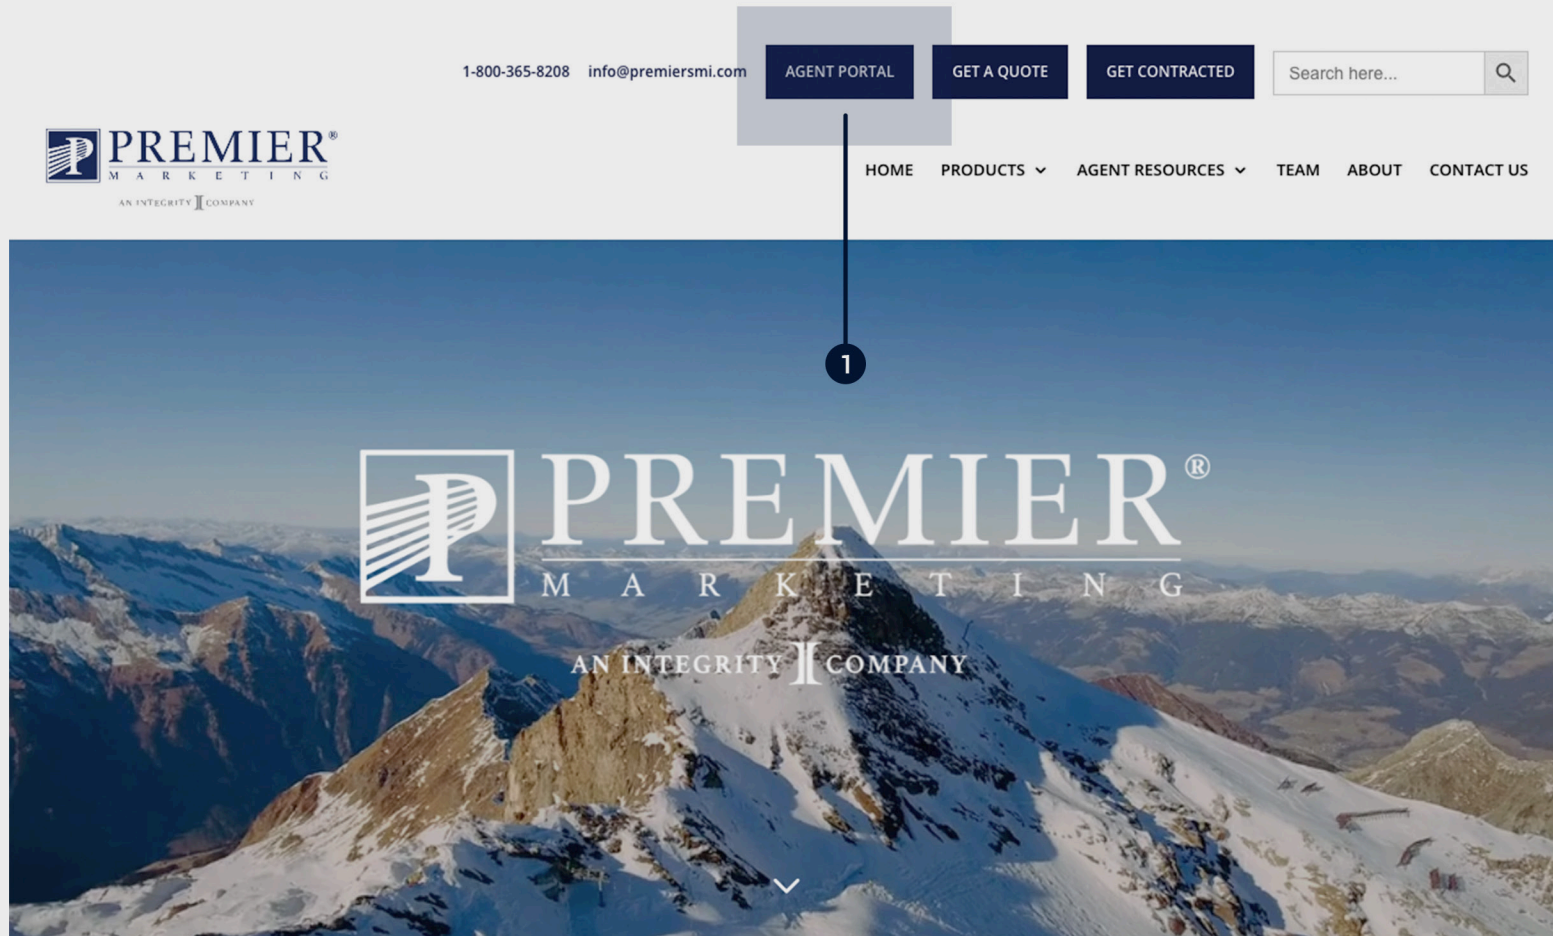 1-800-365-8208 info@premiersmi.com AGENT PORTAL GET A QUOTE GET CONTRACTED Search here...
PREMIER®
MARKETING
AN INTEGRITY COMPANY
HOME PRODUCTS AGENT RESOURCES TEAM ABOUT CONTACT US
1
PREMIER®
MARKETING
AN INTEGRITY COMPANY